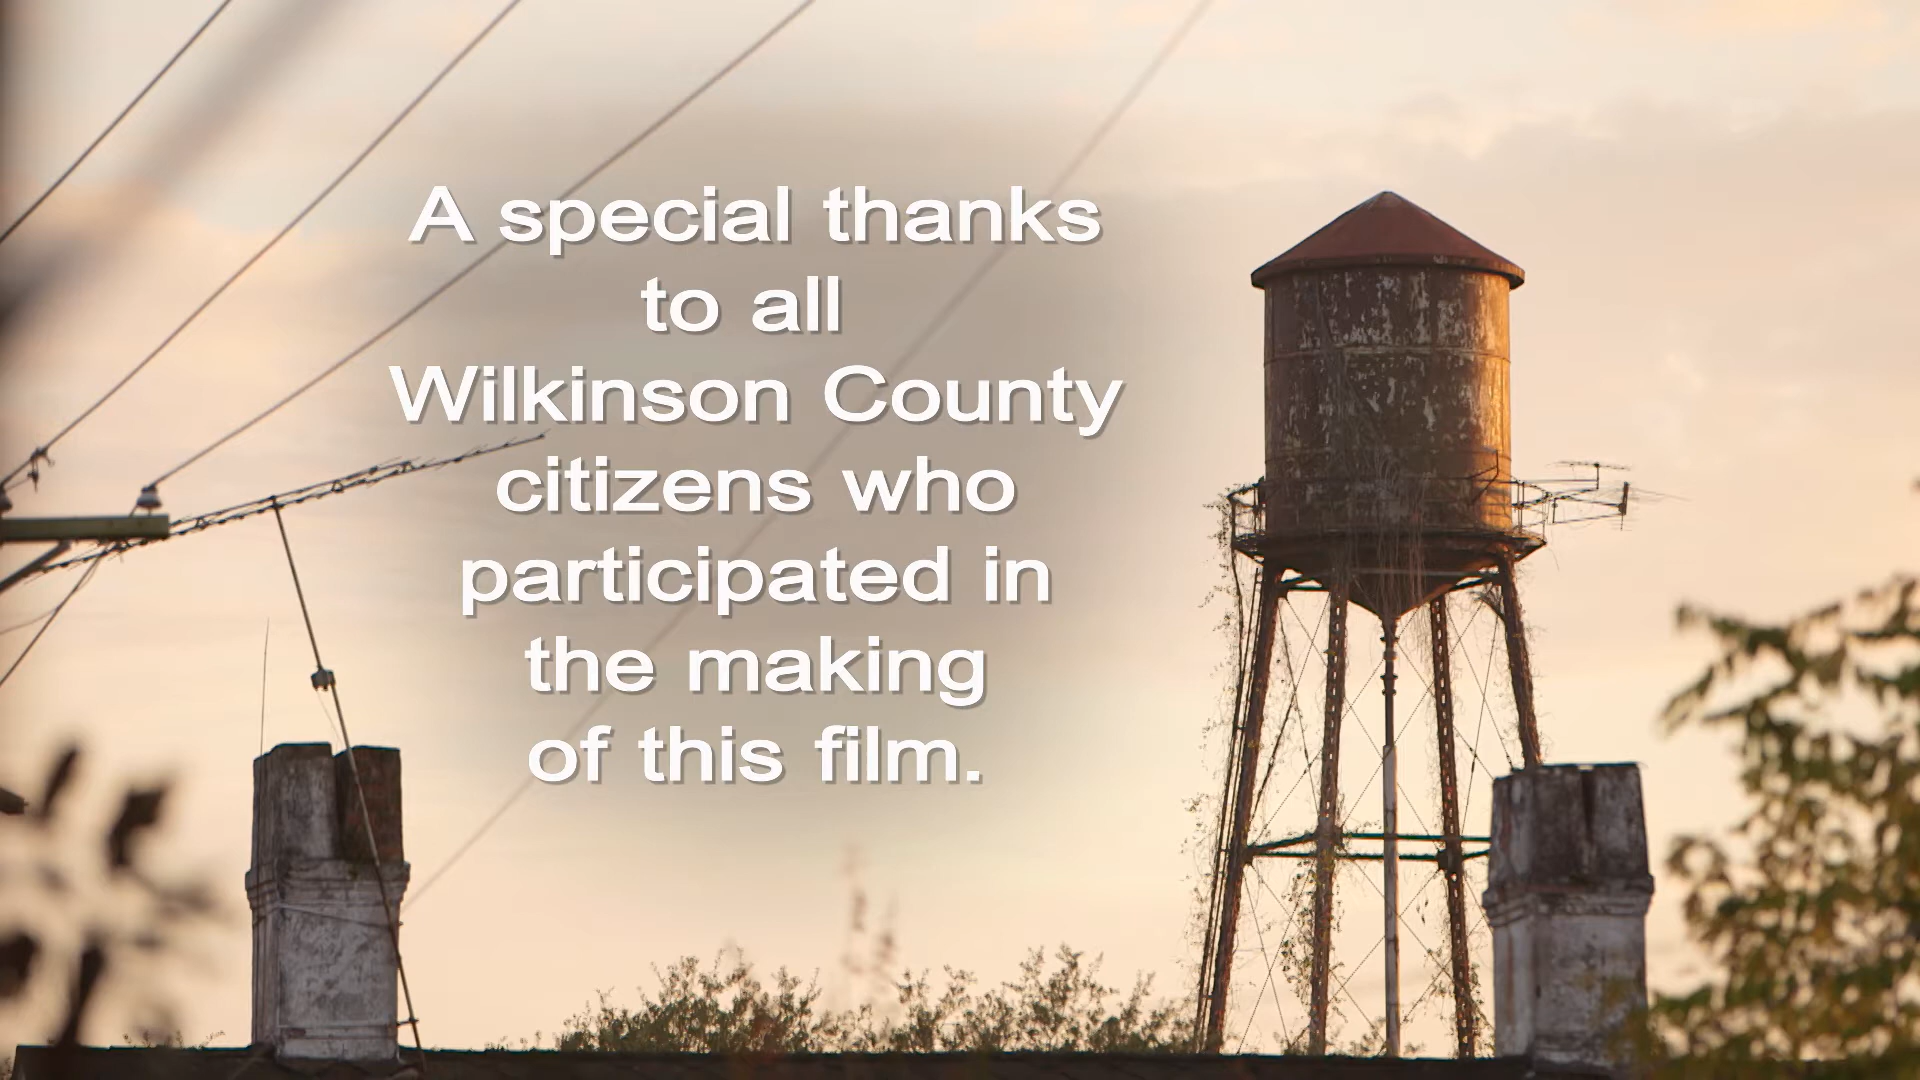 A special thanks
to all
Wilkinson County
citizens who
participated in
the making
of this film.